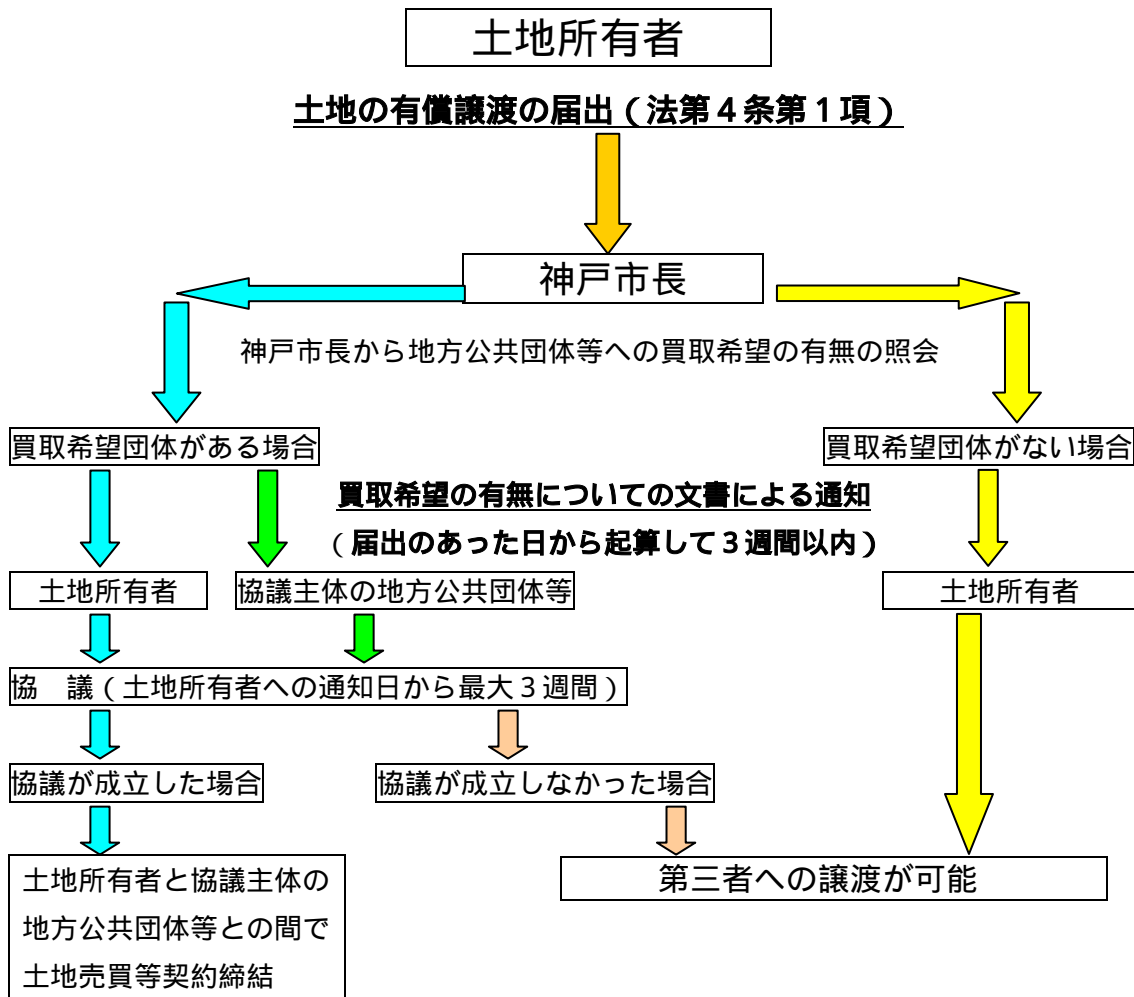 土地所有者
土地の有償譲渡の届出（法第４条第１項）
神戸市長
神戸市長から地方公共団体等への買取希望の有無の照会
買取希望団体がある場合
買取希望団体がない場合
買取希望の有無についての文書による通知
（届出のあった日から起算して３週間以内）
土地所有者
協議主体の地方公共団体等
土地所有者
協　議（土地所有者への通知日から最大３週間）
協議が成立した場合
協議が成立しなかった場合
土地所有者と協議主体の
地方公共団体等との間で
土地売買等契約締結
第三者への譲渡が可能